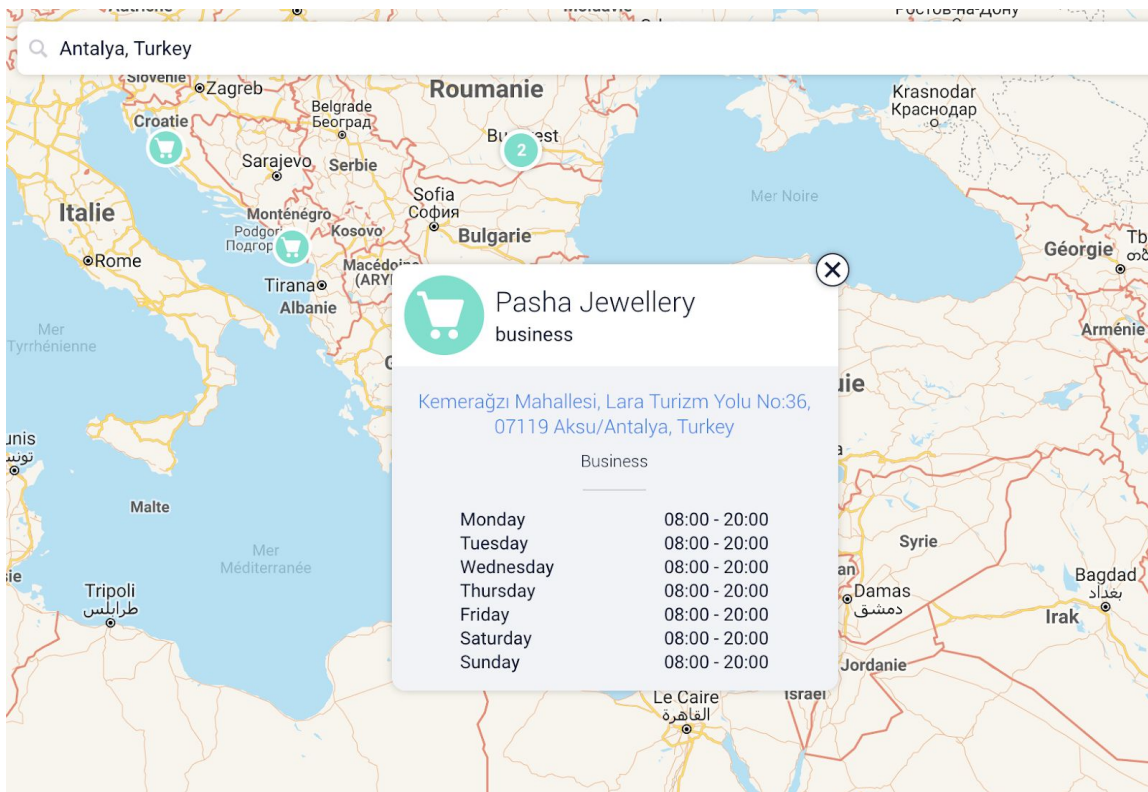 Antalya, Turkey
Zagreb
Croatie
Belgrade
Београд
Roumanie
2
Krasnodar
Краснодар
Sarajevo
Serbie
Mer Noire
Italie
Monténégro
Kosovo
Sofia
София
Bulgarie
Rome
Géorgie
Tirana
Albanie
Mer
Tyrrhénienne
Arménie
Pasha Jewellery
business
Kemerağzı Mahallesi, Lara Turizm Yolu No:36,
07119 Aksu/Antalya, Turkey
Business
Monday 08:00 - 20:00
Tuesday 08:00 - 20:00
Wednesday 08:00 - 20:00
Thursday 08:00 - 20:00
Friday 08:00 - 20:00
Saturday 08:00 - 20:00
Sunday 08:00 - 20:00
Malte
Mer
Méditerranée
Tripoli
طرابلس
Syrie
Damas
دمشق
Bagdad
بغداد
Irak
Jordanie
Le Caire
القاهرة
Israël